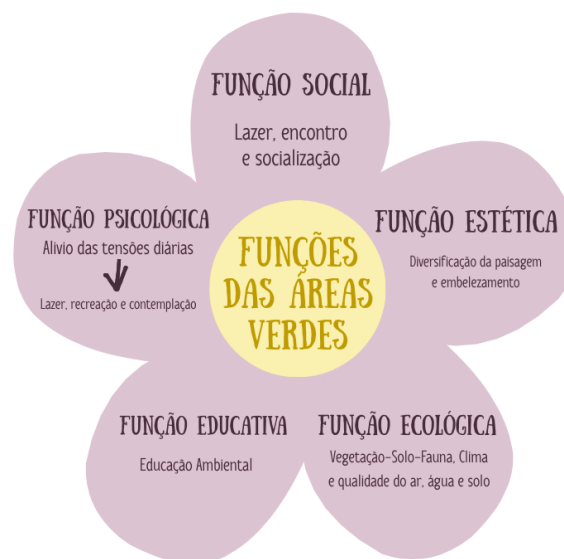 FUNÇÃO SOCIAL
Lazer, encontro
e socialização
FUNÇÃO PSICOLÓGICA
Alivio das tensões diárias
Lazer, recreação e contemplação
FUNÇÕES
DAS ÁREAS
VERDES
FUNÇÃO ESTÉTICA
Diversificação da paisagem
e embelezamento
FUNÇÃO EDUCATIVA
Educação Ambiental
FUNÇÃO ECOLÓGICA
Vegetação-Solo-Fauna, Clima
e qualidade do ar, água e solo